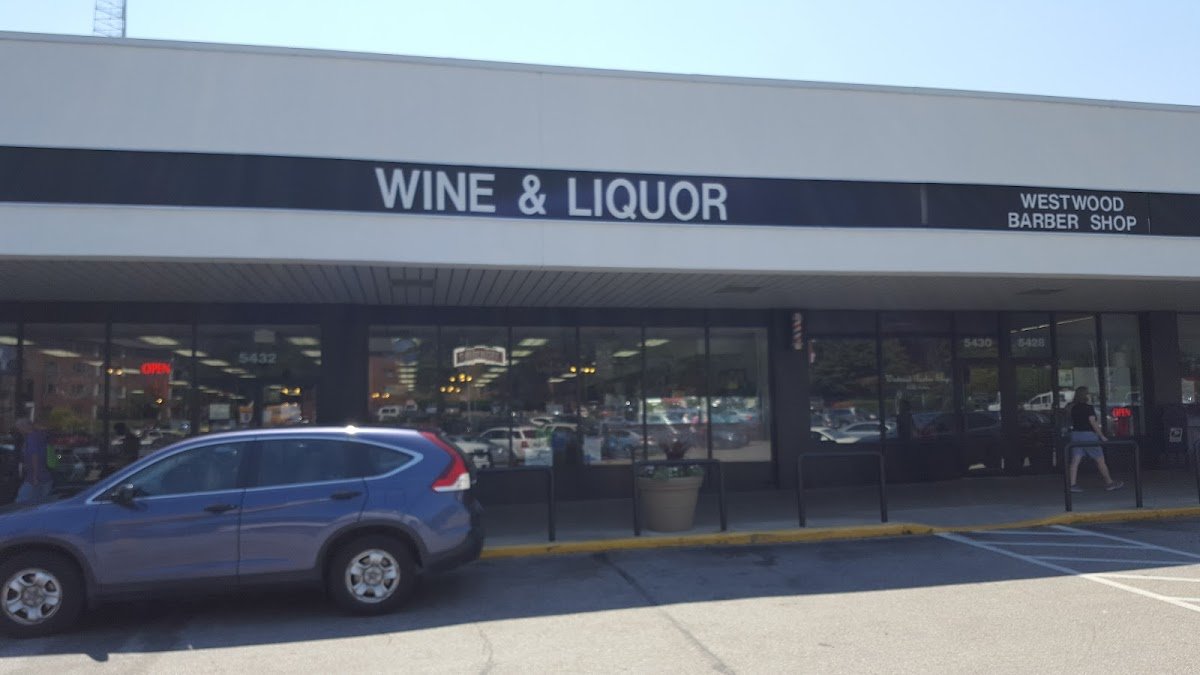 WINE & LIQUOR
WESTWOOD
BARBER SHOP
OPEN
5432
5430
5428
OPEN